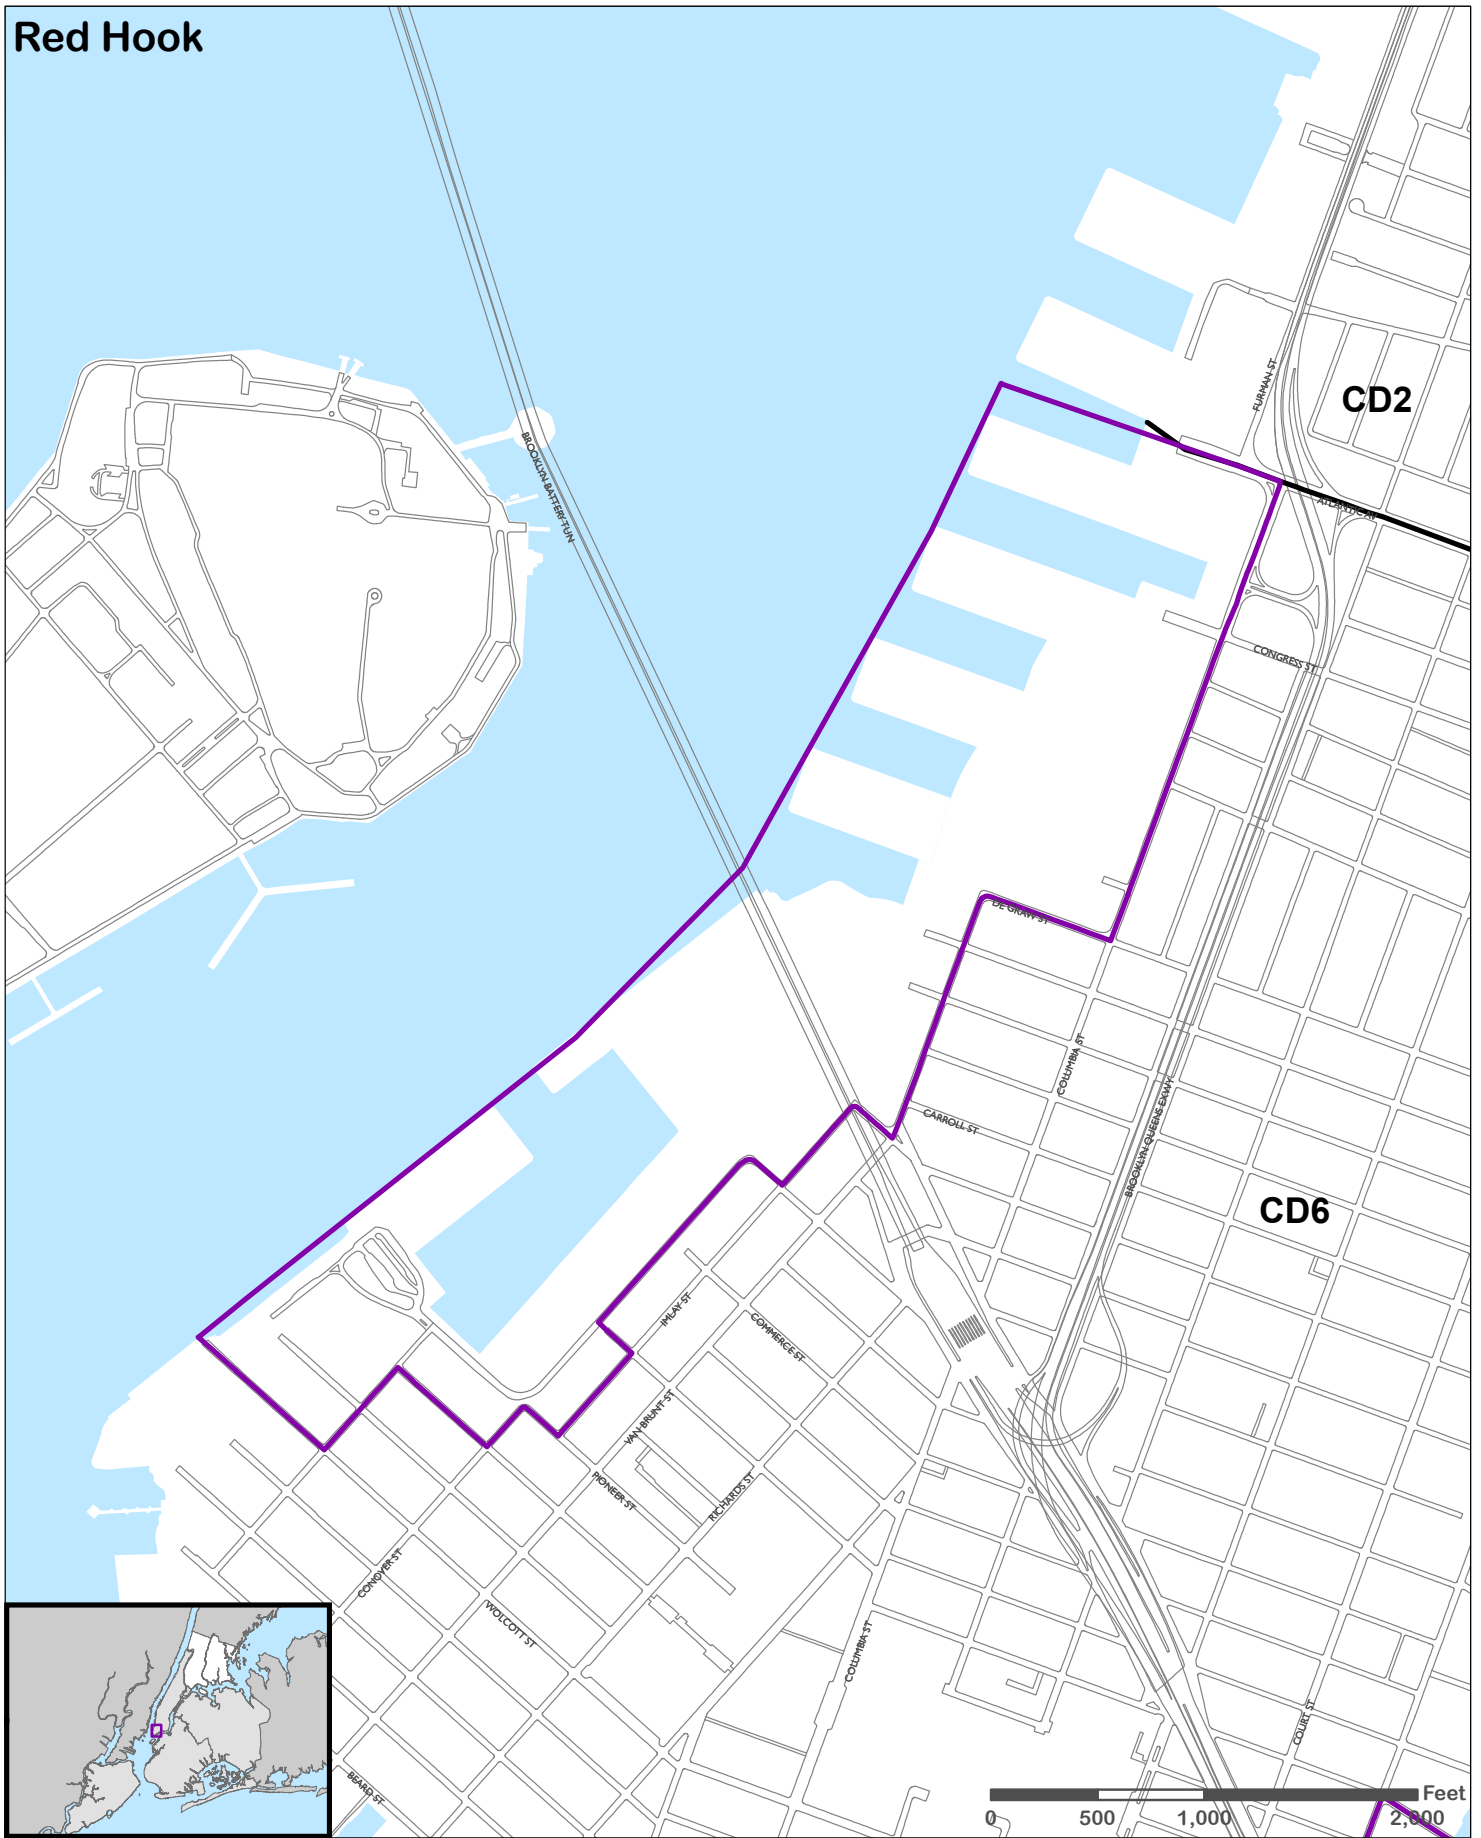 Red Hook
FURMAN ST
CD2
BROOKLYN BATTERY TUN
ATLANTIC AV
CONGRESS ST
DE GRAW ST
COLUMBIA ST
CARROLL ST
BROOKLYN QUEENS EXWY
CD6
IMLAY ST
COMMERCE ST
VAN BRUNT ST
PIONEER ST
RICHARDS ST
CONOVER ST
WOLCOTT ST
COLUMBIA ST
COURT ST
BEARD ST
Feet
0 500 1,000 2,000